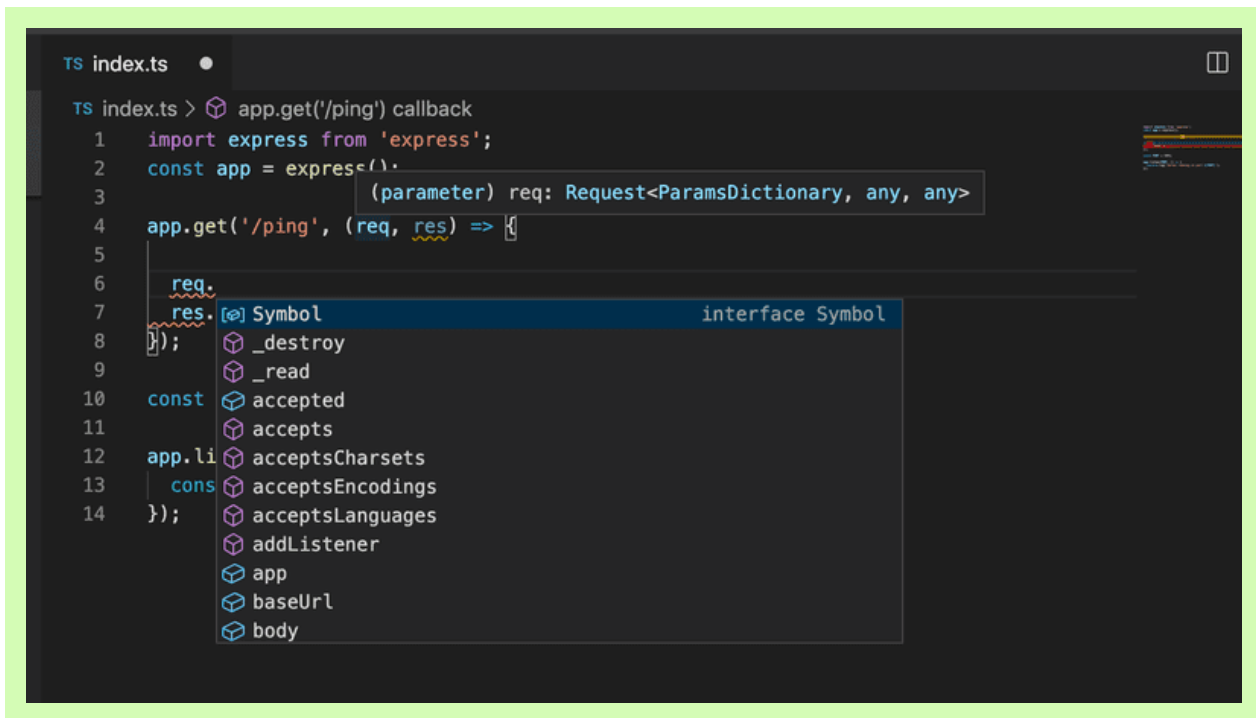 TS index.ts
TS index.ts > app.get('/ping') callback
1 import express from 'express';
2 const app = express();
(parameter) req: Request<ParamsDictionary, any, any>
3
4 app.get('/ping', (req, res) => {
5
6 req.
7 res.
Symbol interface Symbol
8 });
_destroy
9
_read
10 const
accepted
11
accepts
12 app.li
acceptsCharsets
13 cons
acceptsEncodings
14 });
acceptsLanguages
addListener
app
baseUrl
body